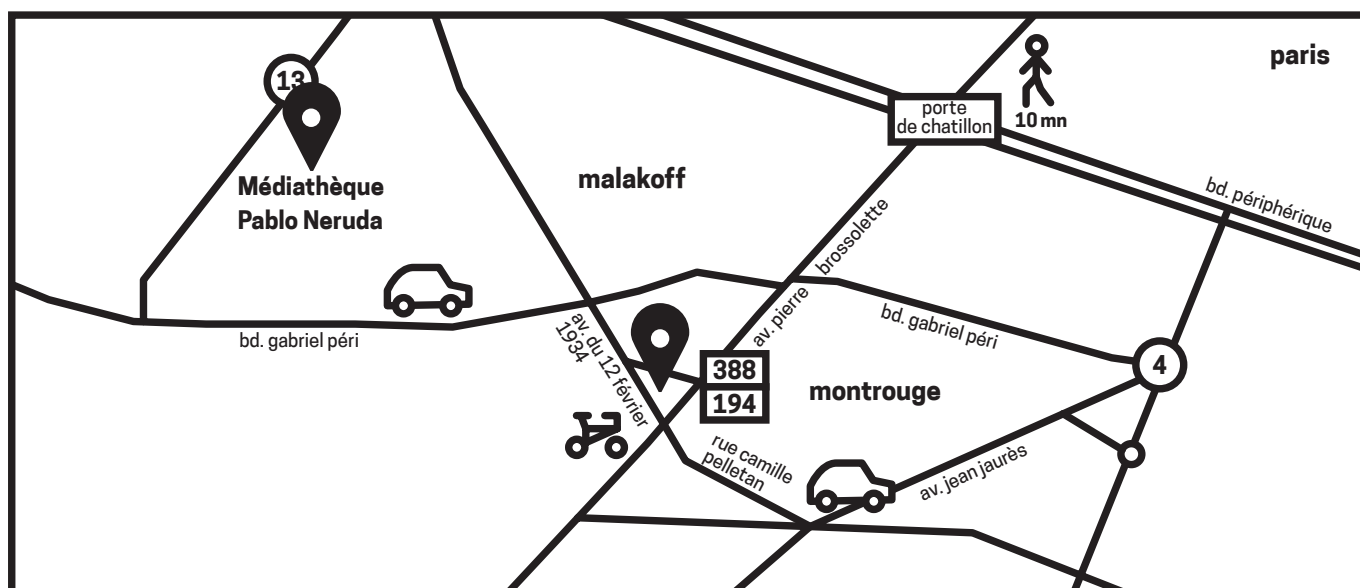 paris
13
porte
de chatillon
10 mn
malakoff
Médiathèque
Pablo Neruda
bd. périphérique
av. pierre brossolette
bd. gabriel péri
bd. gabriel péri
av. du 12 février
1934
388
194
4
montrouge
rue camille
pelletan
av. jean jaurès